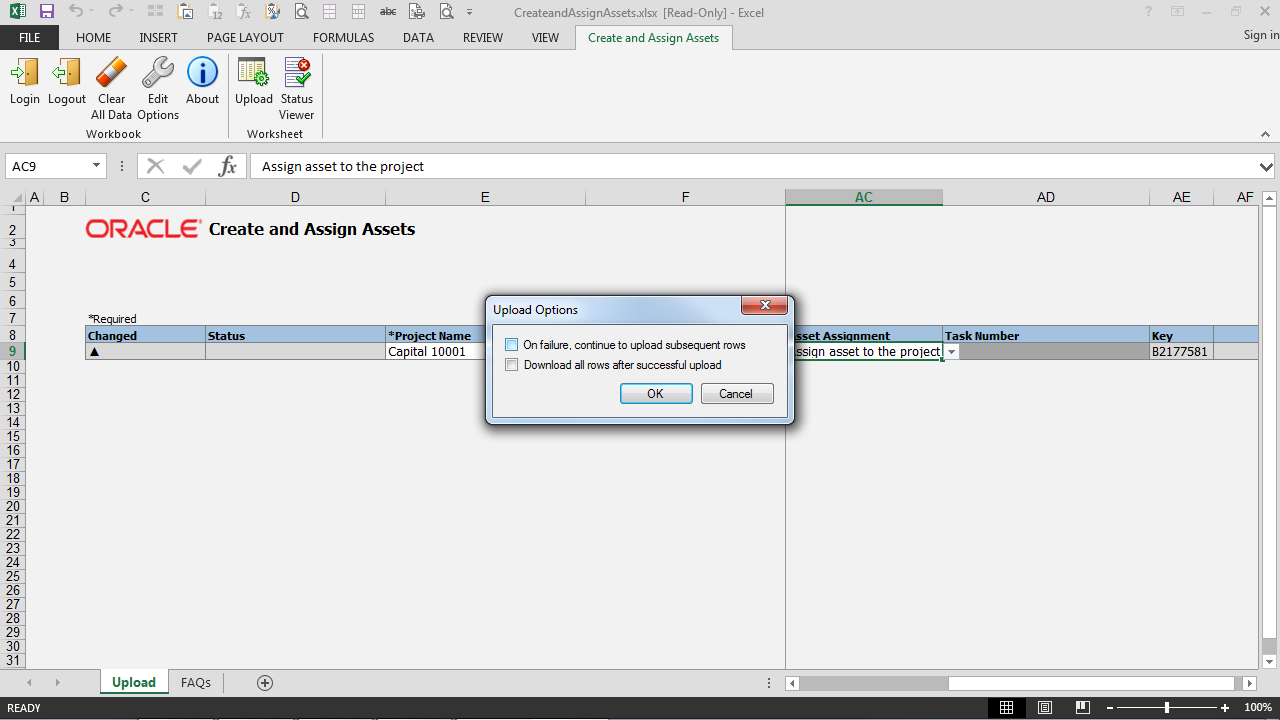 CreateandAssignAssets.xlsx [Read-Only] - Excel
FILE HOME INSERT PAGE LAYOUT FORMULAS DATA REVIEW VIEW Create and Assign Assets Sign in
Login Logout Clear All Data Edit Options About Upload Status Viewer
Workbook Worksheet
AC9 fx Assign asset to the project
A B C D E F AC AD AE AF
1
2 ORACLE Create and Assign Assets
3
4
5
6
7 *Required
8 Changed Status *Project Name sset Assignment Task Number Key
9 ▲ Capital 10001 ssign asset to the project B2177581
10
11
12
13
14
15
16
17
18
19
20
21
22
23
24
25
26
27
28
29
30
31
Upload Options
On failure, continue to upload subsequent rows
Download all rows after successful upload
OK Cancel
Upload FAQs
READY 100%